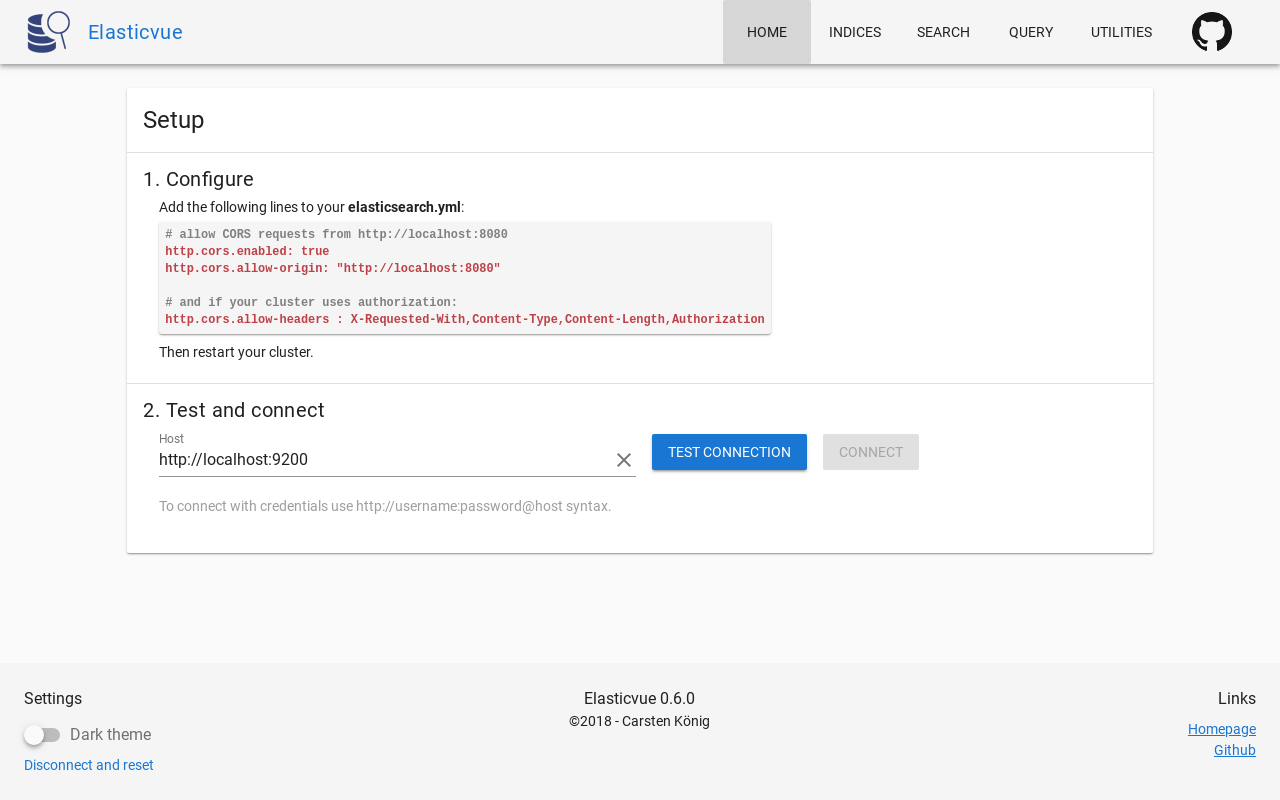 Elasticvue
HOME
INDICES
SEARCH
QUERY
UTILITIES
Setup
1. Configure
Add the following lines to your elasticsearch.yml:
# allow CORS requests from http://localhost:8080
http.cors.enabled: true
http.cors.allow-origin: "http://localhost:8080"
# and if your cluster uses authorization:
http.cors.allow-headers : X-Requested-With,Content-Type,Content-Length,Authorization
Then restart your cluster.
2. Test and connect
Host
http://localhost:9200
TEST CONNECTION
CONNECT
To connect with credentials use http://username:password@host syntax.
Settings
Dark theme
Disconnect and reset
Elasticvue 0.6.0
©2018 - Carsten König
Links
Homepage
Github